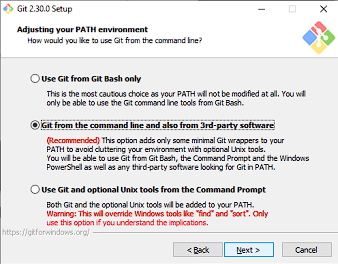 Git 2.30.0 Setup
Adjusting your PATH environment
How would you like to use Git from the command line?
Use Git from Git Bash only
This is the most cautious choice as your PATH will not be modified at all. You will
only be able to use the Git command line tools from Git Bash.
Git from the command line and also from 3rd-party software
(Recommended) This option adds only some minimal Git wrappers to your
PATH to avoid cluttering your environment with optional Unix tools.
You will be able to use Git from Git Bash, the Command Prompt and the Windows
PowerShell as well as any third-party software looking for Git in PATH.
Use Git and optional Unix tools from the Command Prompt
Both Git and the optional Unix tools will be added to your PATH.
Warning: This will override Windows tools like "find" and "sort". Only
use this option if you understand the implications.
https://gitforwindows.org/
< Back Next > Cancel